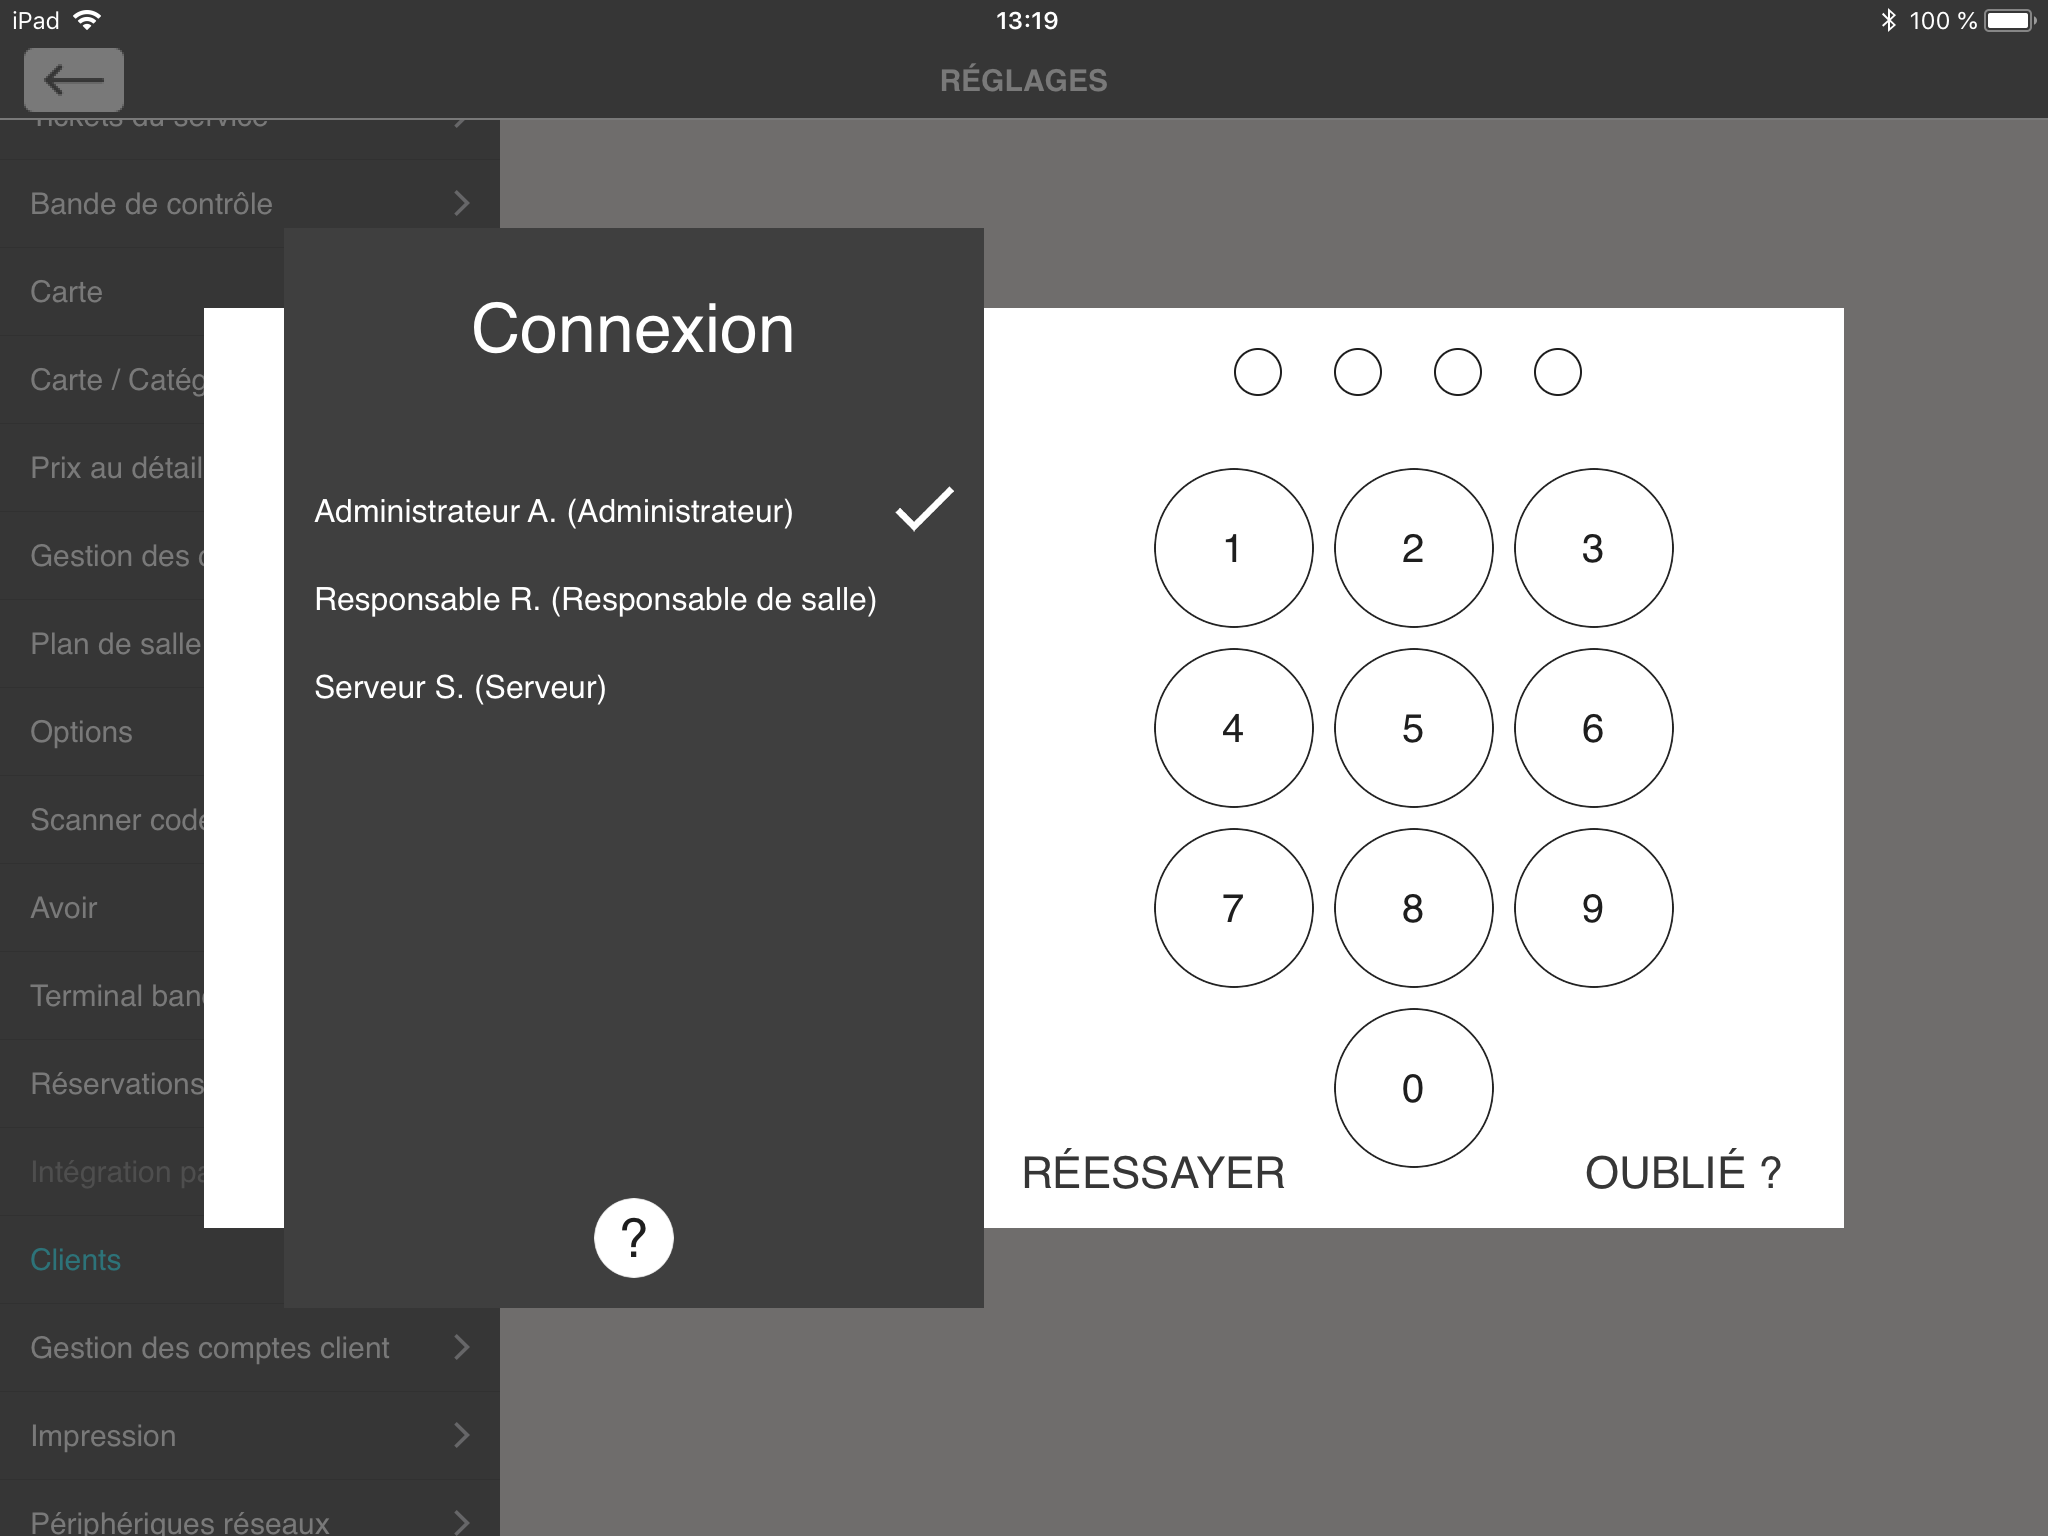 iPad 13:19 100 %
RÉGLAGES
Tickets du service
Bande de contrôle
Carte
Carte / Catég
Prix au détail
Gestion des
Plan de salle
Options
Scanner code
Avoir
Terminal ban
Réservations
Intégration pa
Clients
Gestion des comptes client
Impression
Périphériques réseaux
Connexion
Administrateur A. (Administrateur)
Responsable R. (Responsable de salle)
Serveur S. (Serveur)
?
1 2 3
4 5 6
7 8 9
0
RÉESSAYER OUBLIÉ ?